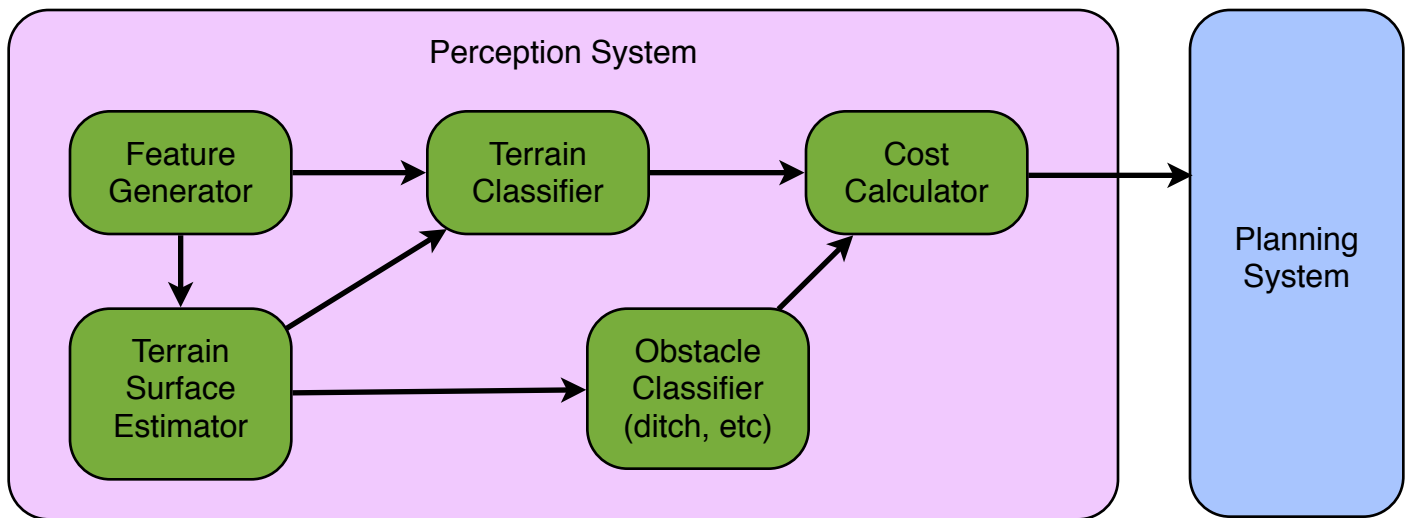 Perception System
Feature
Generator
Terrain
Classifier
Cost
Calculator
Terrain
Surface
Estimator
Obstacle
Classifier
(ditch, etc)
Planning
System